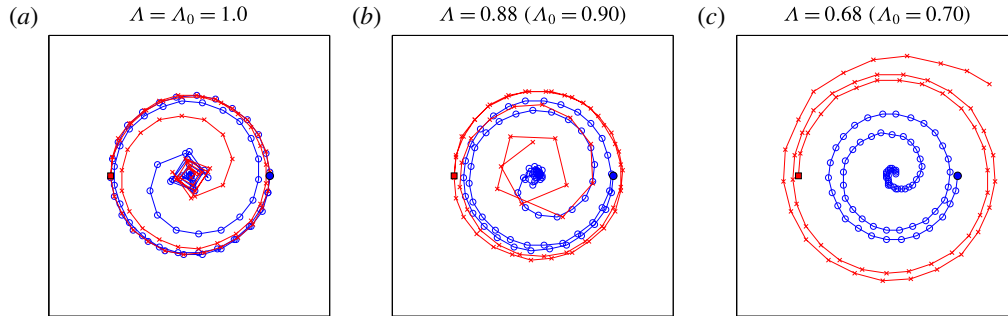 (a) Λ = Λ0 = 1.0
(b) Λ = 0.88 (Λ0 = 0.90)
(c) Λ = 0.68 (Λ0 = 0.70)